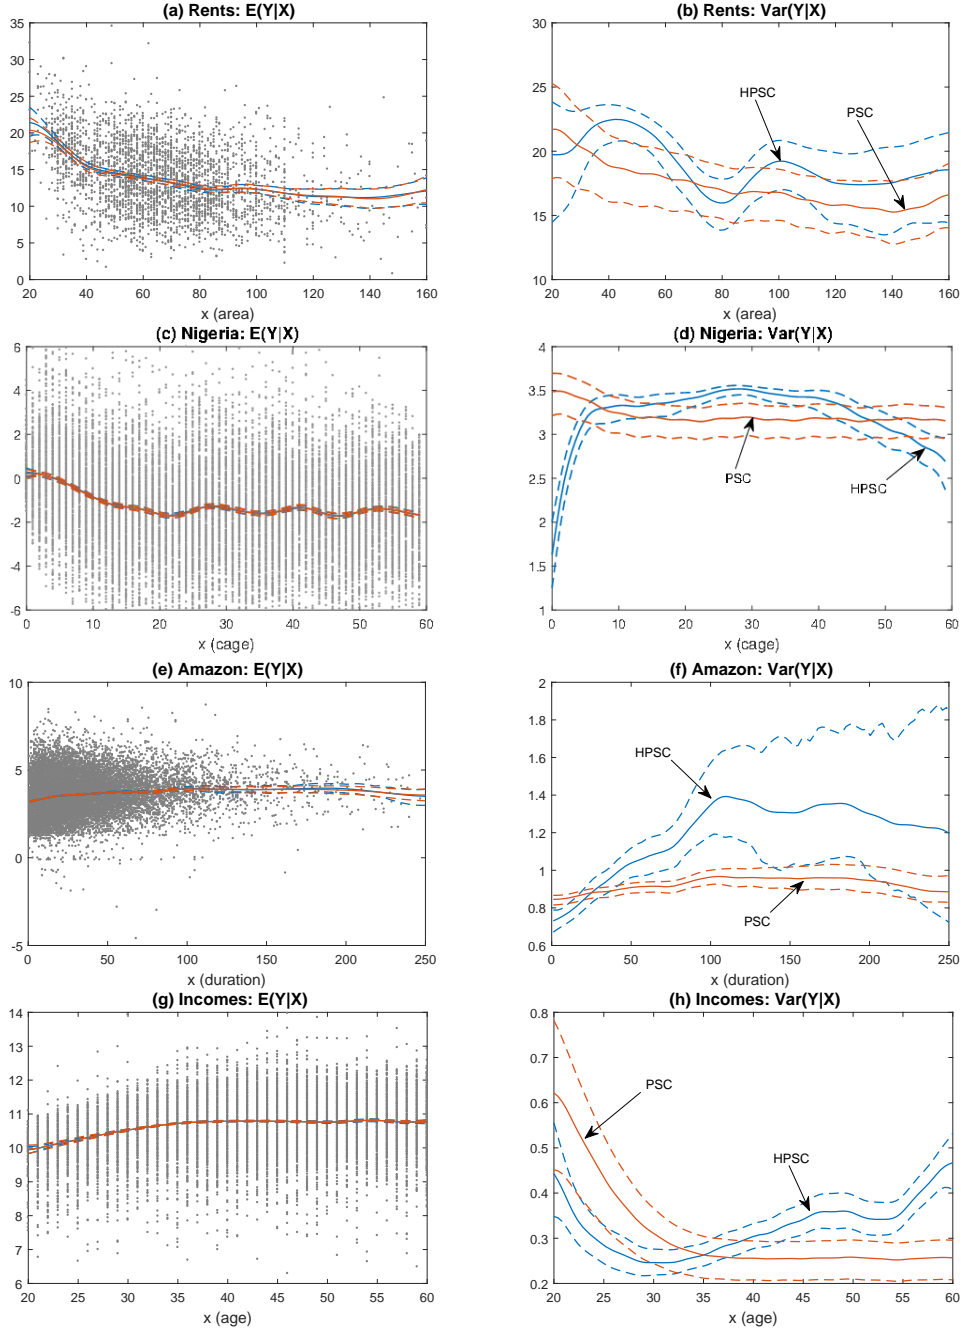 (a) Rents: E(Y|X)
35
30
25
20
15
10
5
0
20 40 60 80 100 120 140 160
x (area)
(b) Rents: Var(Y|X)
30
25
20
15
10
HPSC
PSC
20 40 60 80 100 120 140 160
x (area)
(c) Nigeria: E(Y|X)
6
4
2
0
-2
-4
-6
0 10 20 30 40 50 60
x (cage)
(d) Nigeria: Var(Y|X)
4
3.5
3
2.5
2
1.5
1
PSC
HPSC
0 10 20 30 40 50 60
x (cage)
(e) Amazon: E(Y|X)
10
5
0
-5
0 50 100 150 200 250
x (duration)
(f) Amazon: Var(Y|X)
2
1.8
1.6
1.4
1.2
1
0.8
0.6
HPSC
PSC
0 50 100 150 200 250
x (duration)
(g) Incomes: E(Y|X)
14
13
12
11
10
9
8
7
6
20 25 30 35 40 45 50 55 60
x (age)
(h) Incomes: Var(Y|X)
0.8
0.7
0.6
0.5
0.4
0.3
0.2
PSC
HPSC
20 25 30 35 40 45 50 55 60
x (age)